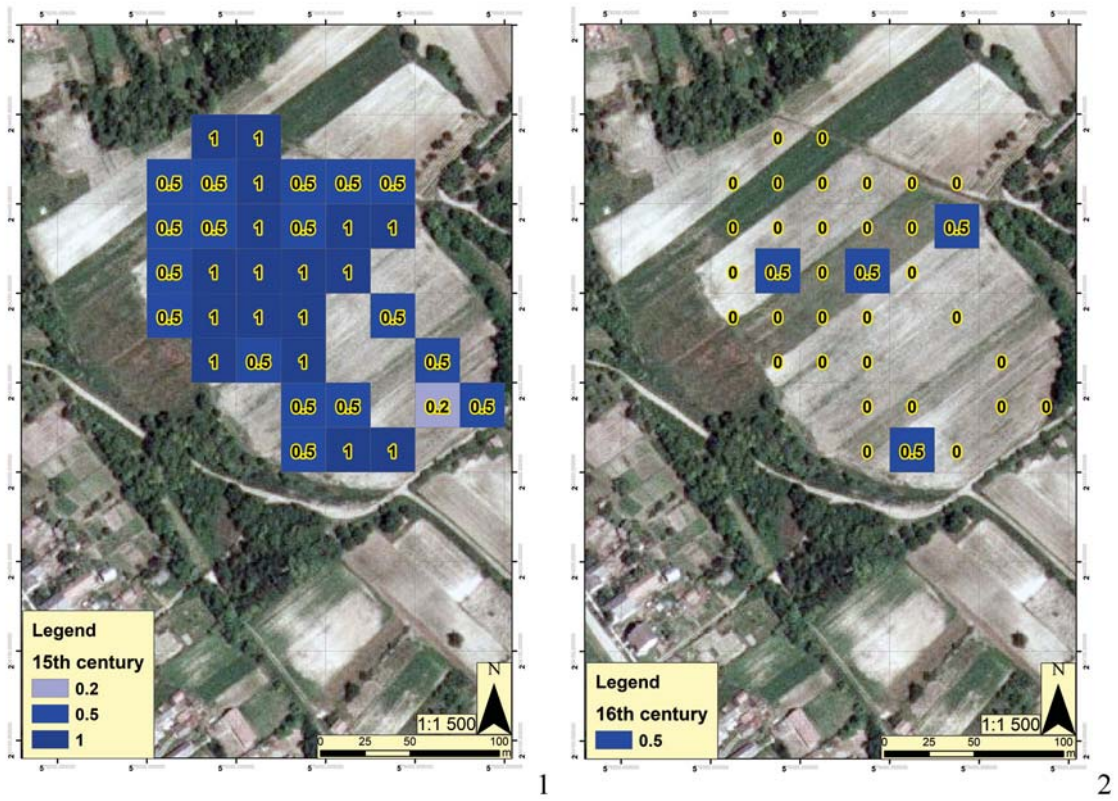 1 1
0.5 0.5 1 0.5 0.5 0.5
0.5 0.5 1 0.5 1 1
0.5 1 1 1 1
0.5 1 1 1 0.5
1 0.5 1 0.5
0.5 0.5 0.2 0.5
0.5 1 1
Legend
15th century
0.2
0.5
1
N
1:1 500
0 25 50 100
m
1
0 0
0 0 0 0 0 0
0 0 0 0 0 0.5
0 0.5 0 0.5 0
0 0 0 0 0
0 0 0 0
0 0 0 0
0 0.5 0
Legend
16th century
0.5
N
1:1 500
0 25 50 100
m
2